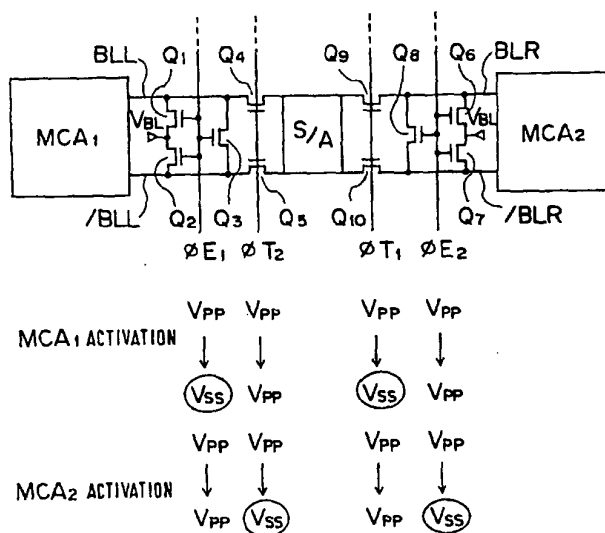 BLL Q1 Q4 Q9 Q8 Q6 BLR
MCA1 VBL S/A VBL MCA2
/BLL Q2 Q3 Q5 Q10 Q7 /BLR
øE1 øT2 øT1 øE2
VPP VPP VPP VPP
MCA1 ACTIVATION
VSS VPP VSS VPP
VPP VPP VPP VPP
MCA2 ACTIVATION
VPP VSS VPP VSS